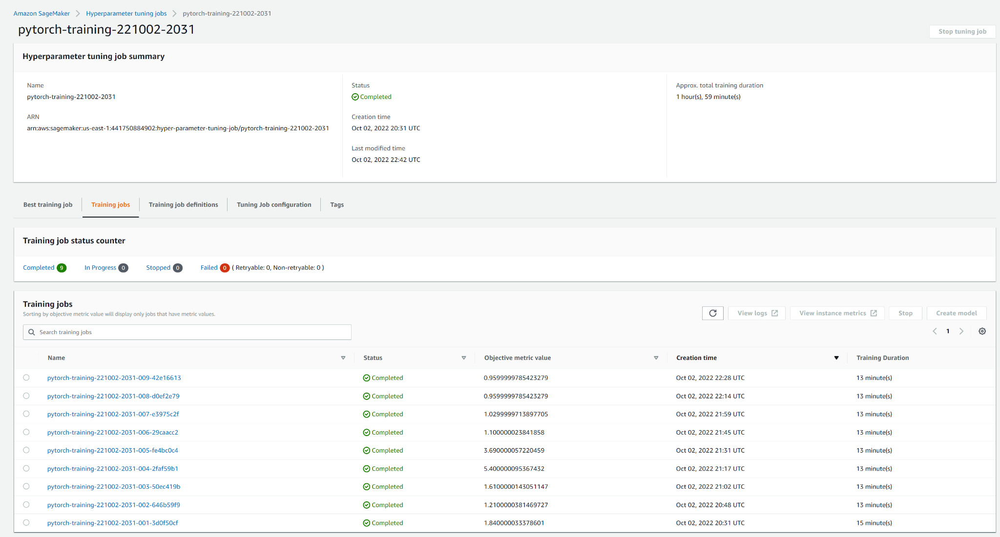 Amazon SageMaker > Hyperparameter tuning jobs > pytorch-training-221002-2031
pytorch-training-221002-2031
Stop tuning job
Hyperparameter tuning job summary
Name
pytorch-training-221002-2031
ARN
arn:aws:sagemaker:us-east-1:441750884902:hyper-parameter-tuning-job/pytorch-training-221002-2031
Status
Completed
Creation time
Oct 02, 2022 20:31 UTC
Last modified time
Oct 02, 2022 22:42 UTC
Approx. total training duration
1 hour(s), 59 minute(s)
Best training job Training jobs Training job definitions Tuning Job configuration Tags
Training job status counter
Completed 9 In Progress 0 Stopped 0 Failed 0 ( Retryable: 0, Non-retryable: 0 )
Training jobs
Sorting by objective metric value will display only jobs that have metric values.
View logs View instance metrics Stop Create model
Search training jobs
1
Name Status Objective metric value Creation time Training Duration
pytorch-training-221002-2031-009-42e16613 Completed 0.9599999785423279 Oct 02, 2022 22:28 UTC 13 minute(s)
pytorch-training-221002-2031-008-d0ef2e79 Completed 0.9599999785423279 Oct 02, 2022 22:14 UTC 13 minute(s)
pytorch-training-221002-2031-007-e3975c2f Completed 1.0299999713897705 Oct 02, 2022 21:59 UTC 13 minute(s)
pytorch-training-221002-2031-006-29caacc2 Completed 1.100000023841858 Oct 02, 2022 21:45 UTC 13 minute(s)
pytorch-training-221002-2031-005-fe4bc0c4 Completed 3.690000057220459 Oct 02, 2022 21:31 UTC 13 minute(s)
pytorch-training-221002-2031-004-2faf59b1 Completed 5.400000095367432 Oct 02, 2022 21:17 UTC 13 minute(s)
pytorch-training-221002-2031-003-50ec419b Completed 1.6100000143051147 Oct 02, 2022 21:02 UTC 13 minute(s)
pytorch-training-221002-2031-002-646b59f9 Completed 1.2100000381469727 Oct 02, 2022 20:48 UTC 13 minute(s)
pytorch-training-221002-2031-001-3d0f50cf Completed 1.840000033378601 Oct 02, 2022 20:31 UTC 15 minute(s)